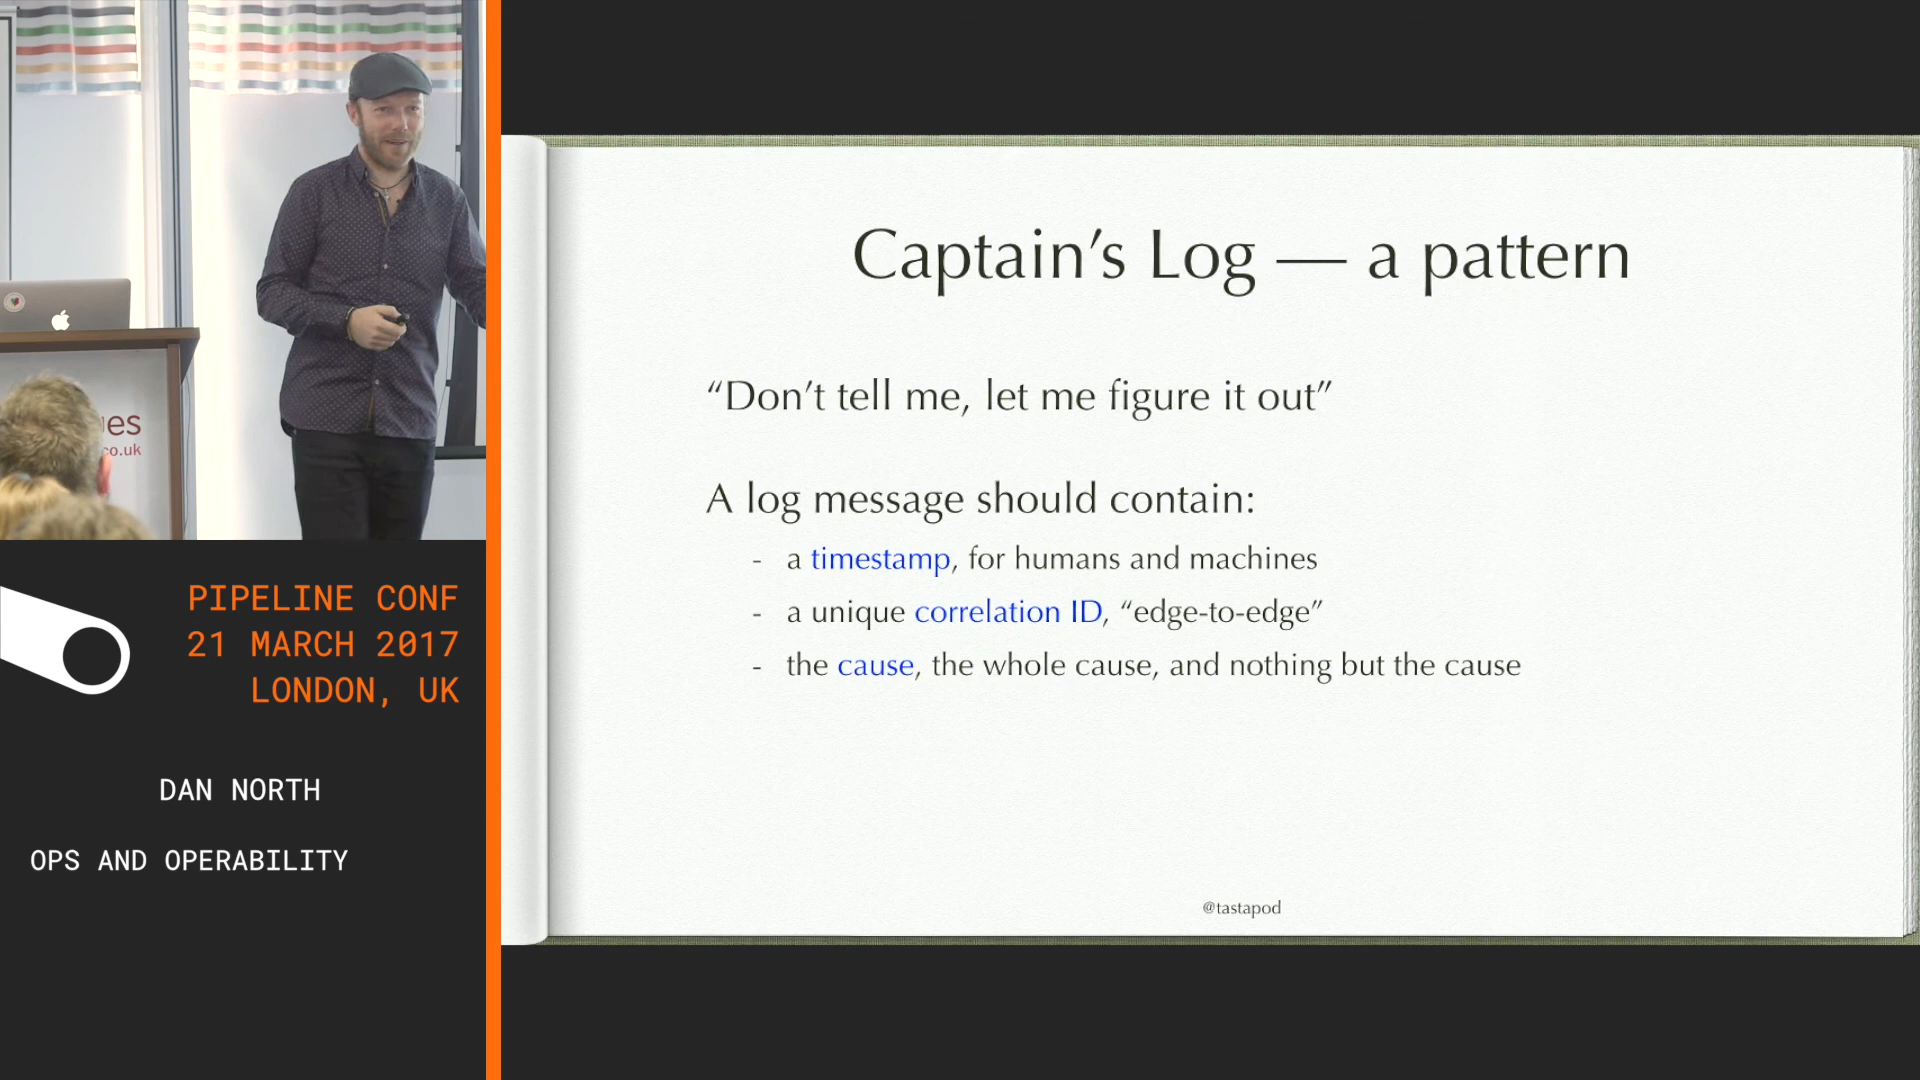 ues
co.uk
PIPELINE CONF
21 MARCH 2017
LONDON, UK
DAN NORTH
OPS AND OPERABILITY
Captain’s Log — a pattern
“Don’t tell me, let me figure it out”
A log message should contain:
- a timestamp, for humans and machines
- a unique correlation ID, “edge-to-edge”
- the cause, the whole cause, and nothing but the cause
@tastapod